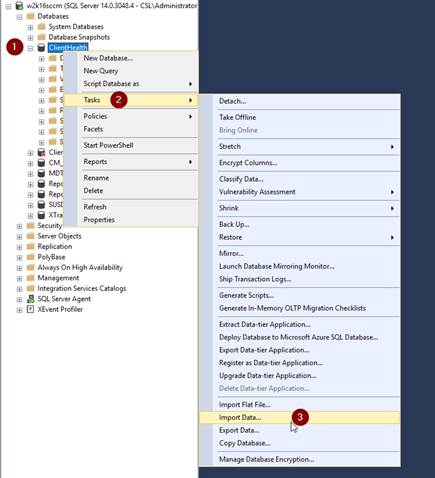 w2k16sccm (SQL Server 14.0.3048.4 - CSL\Administrator
Databases
System Databases
Database Snapshots
1
ClientHealth
D
T
V
E
S
P
S
S
S
Clie
CM_
MDT
Repo
Repo
SUSD
XTra
Security
Server Objects
Replication
PolyBase
Always On High Availability
Management
Integration Services Catalogs
SQL Server Agent
XEvent Profiler
New Database...
New Query
Script Database as
Tasks
2
Policies
Facets
Start PowerShell
Reports
Rename
Delete
Refresh
Properties
Detach...
Take Offline
Bring Online
Stretch
Encrypt Columns...
Classify Data...
Vulnerability Assessment
Shrink
Back Up...
Restore
Mirror...
Launch Database Mirroring Monitor...
Ship Transaction Logs...
Generate Scripts...
Generate In-Memory OLTP Migration Checklists
Extract Data-tier Application...
Deploy Database to Microsoft Azure SQL Database...
Export Data-tier Application...
Register as Data-tier Application...
Upgrade Data-tier Application...
Delete Data-tier Application...
Import Flat File...
Import Data...
3
Export Data...
Copy Database...
Manage Database Encryption...